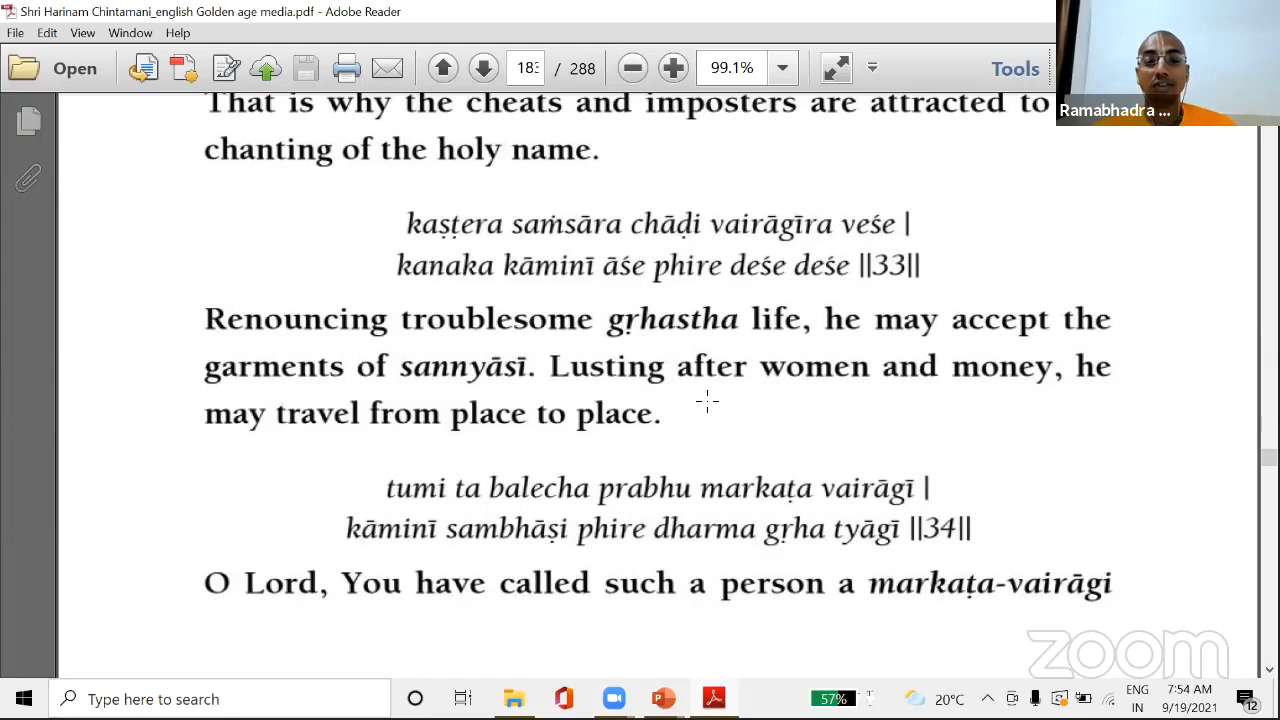 Shri Harinam Chintamani_english Golden age media.pdf - Adobe Reader
File Edit View Window Help
Open 183 / 288 99.1% Tools
Ramabhadra ...
That is why the cheats and imposters are attracted to
chanting of the holy name.
kaṣṭera saṁsāra chāḍi vairāgīra veśe |
kanaka kāminī āśe phire deśe deśe ||33||
Renouncing troublesome gṛhastha life, he may accept the
garments of sannyāsī. Lusting after women and money, he
may travel from place to place.
tumi ta balecha prabhu markaṭa vairāgī |
kāminī sambhāṣi phire dharma gṛha tyāgī ||34||
O Lord, You have called such a person a markaṭa-vairāgi
zoom
Type here to search
57%
20°C
ENG
IN
7:54 AM
9/19/2021
12